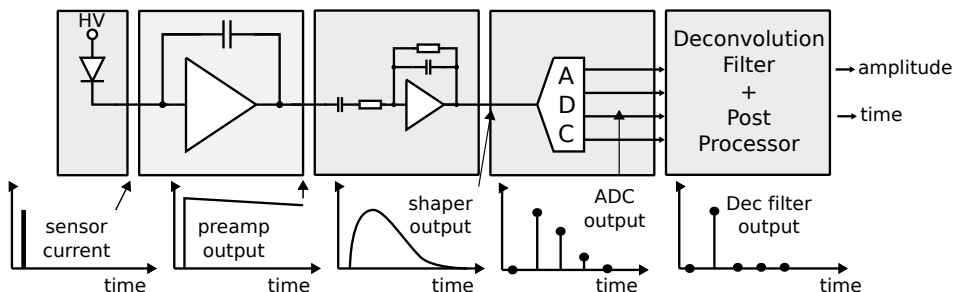 HV
A
D
C
Deconvolution
Filter
+
Post
Processor
amplitude
time
sensor
current
time
preamp
output
time
shaper
output
time
ADC
output
time
Dec filter
output
time